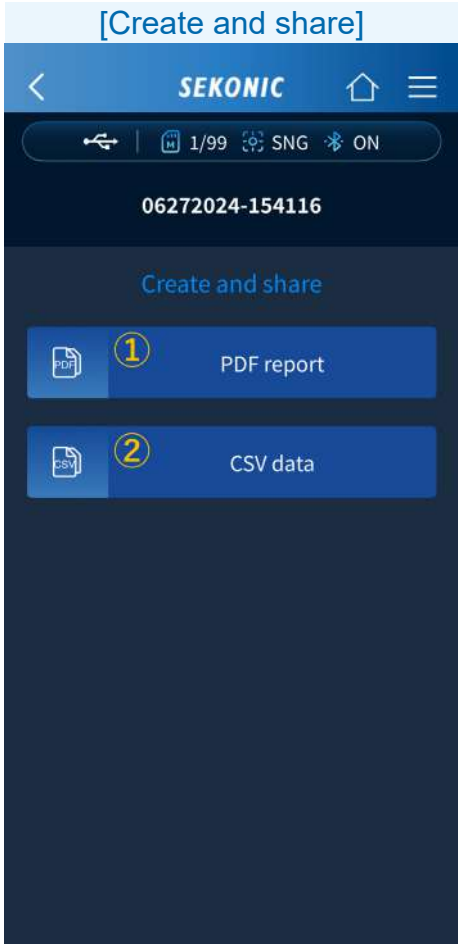 [Create and share]
SEKONIC
M 1/99 SNG ON
06272024-154116
Create and share
PDF ① PDF report
CSV ② CSV data